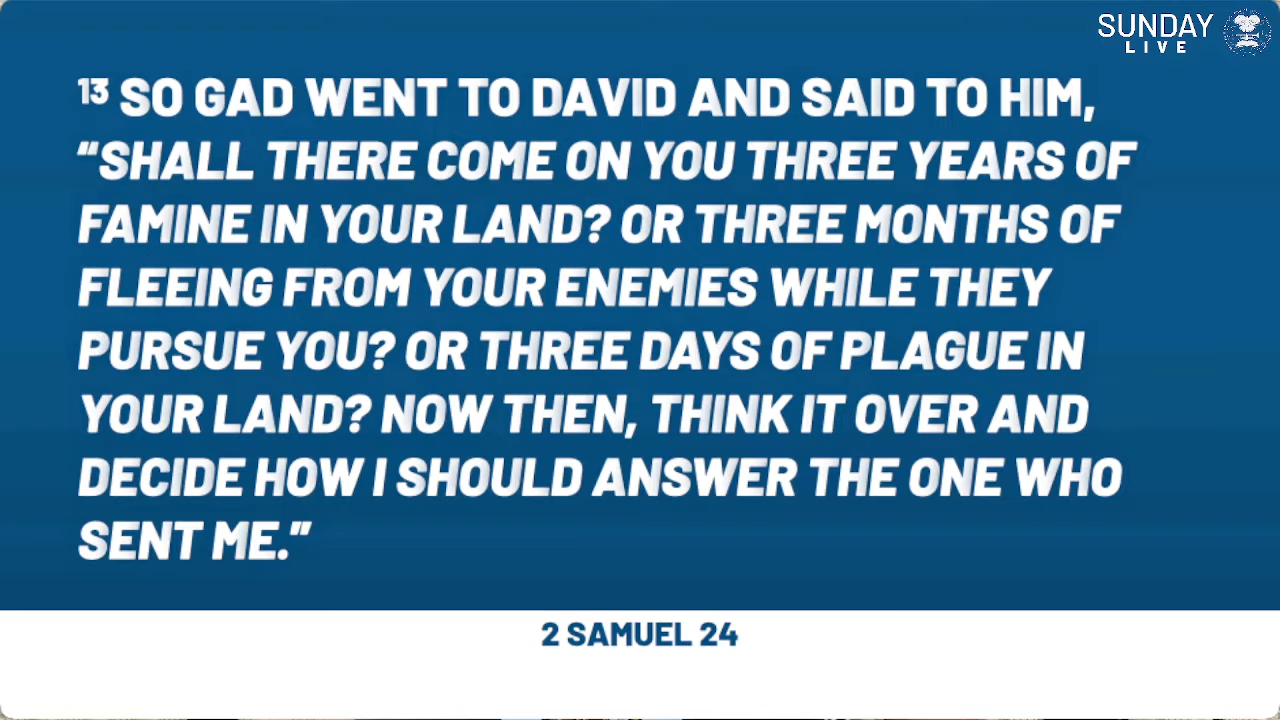 SUNDAY
LIVE
¹³ SO GAD WENT TO DAVID AND SAID TO HIM,
“SHALL THERE COME ON YOU THREE YEARS OF
FAMINE IN YOUR LAND? OR THREE MONTHS OF
FLEEING FROM YOUR ENEMIES WHILE THEY
PURSUE YOU? OR THREE DAYS OF PLAGUE IN
YOUR LAND? NOW THEN, THINK IT OVER AND
DECIDE HOW I SHOULD ANSWER THE ONE WHO
SENT ME.”
2 SAMUEL 24